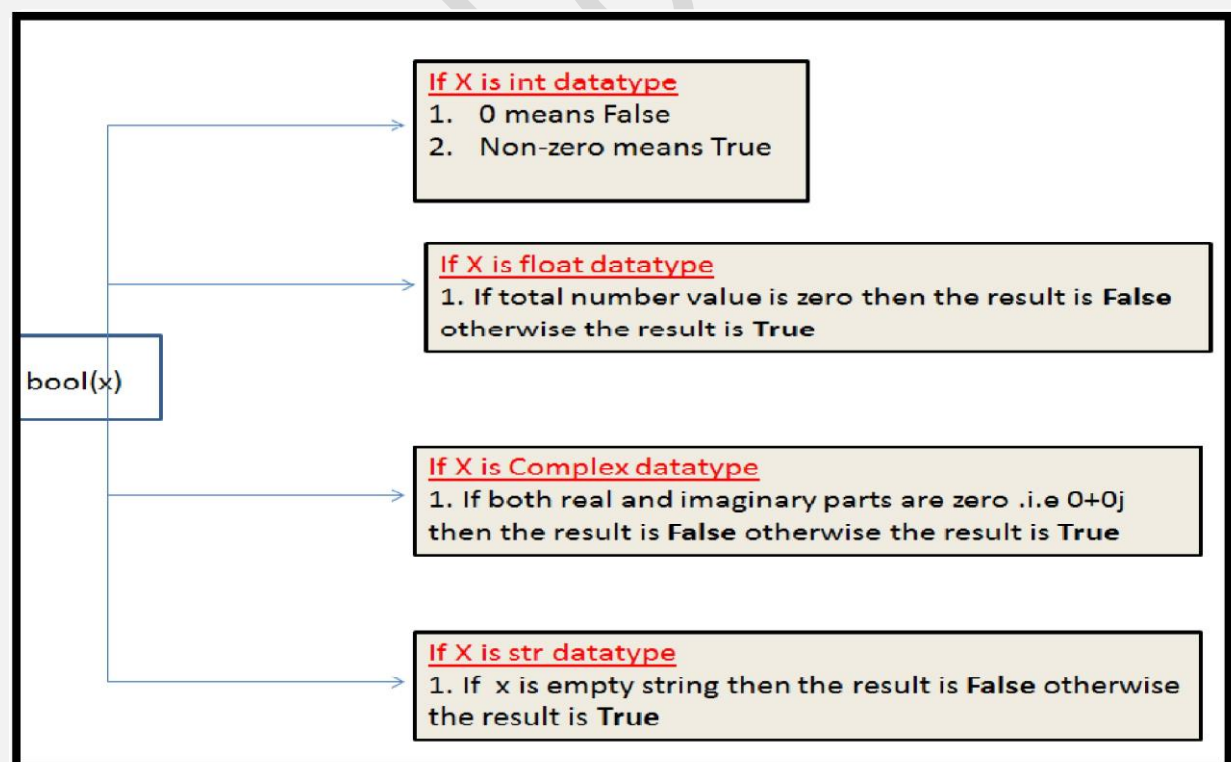 If X is int datatype
1. 0 means False
2. Non-zero means True
If X is float datatype
1. If total number value is zero then the result is False
otherwise the result is True
bool(x)
If X is Complex datatype
1. If both real and imaginary parts are zero .i.e 0+0j
then the result is False otherwise the result is True
If X is str datatype
1. If x is empty string then the result is False otherwise
the result is True